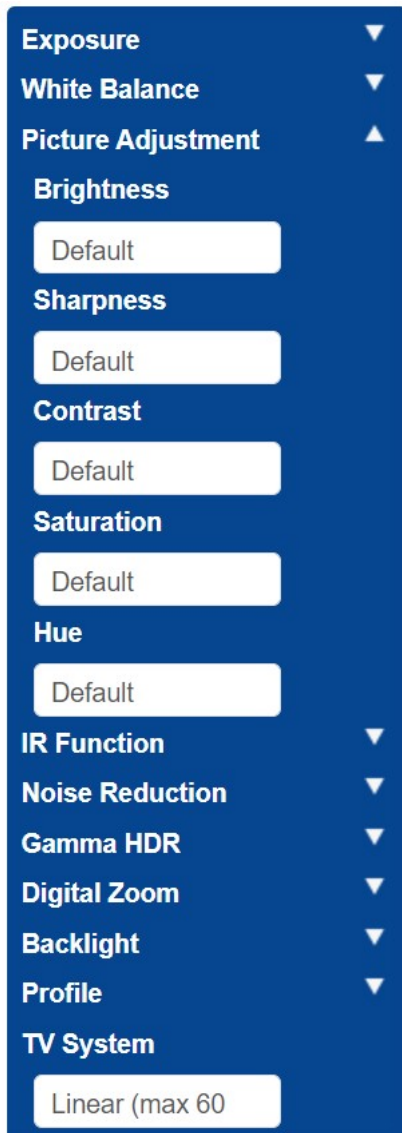 Exposure
White Balance
Picture Adjustment
Brightness
Default
Sharpness
Default
Contrast
Default
Saturation
Default
Hue
Default
IR Function
Noise Reduction
Gamma HDR
Digital Zoom
Backlight
Profile
TV System
Linear (max 60